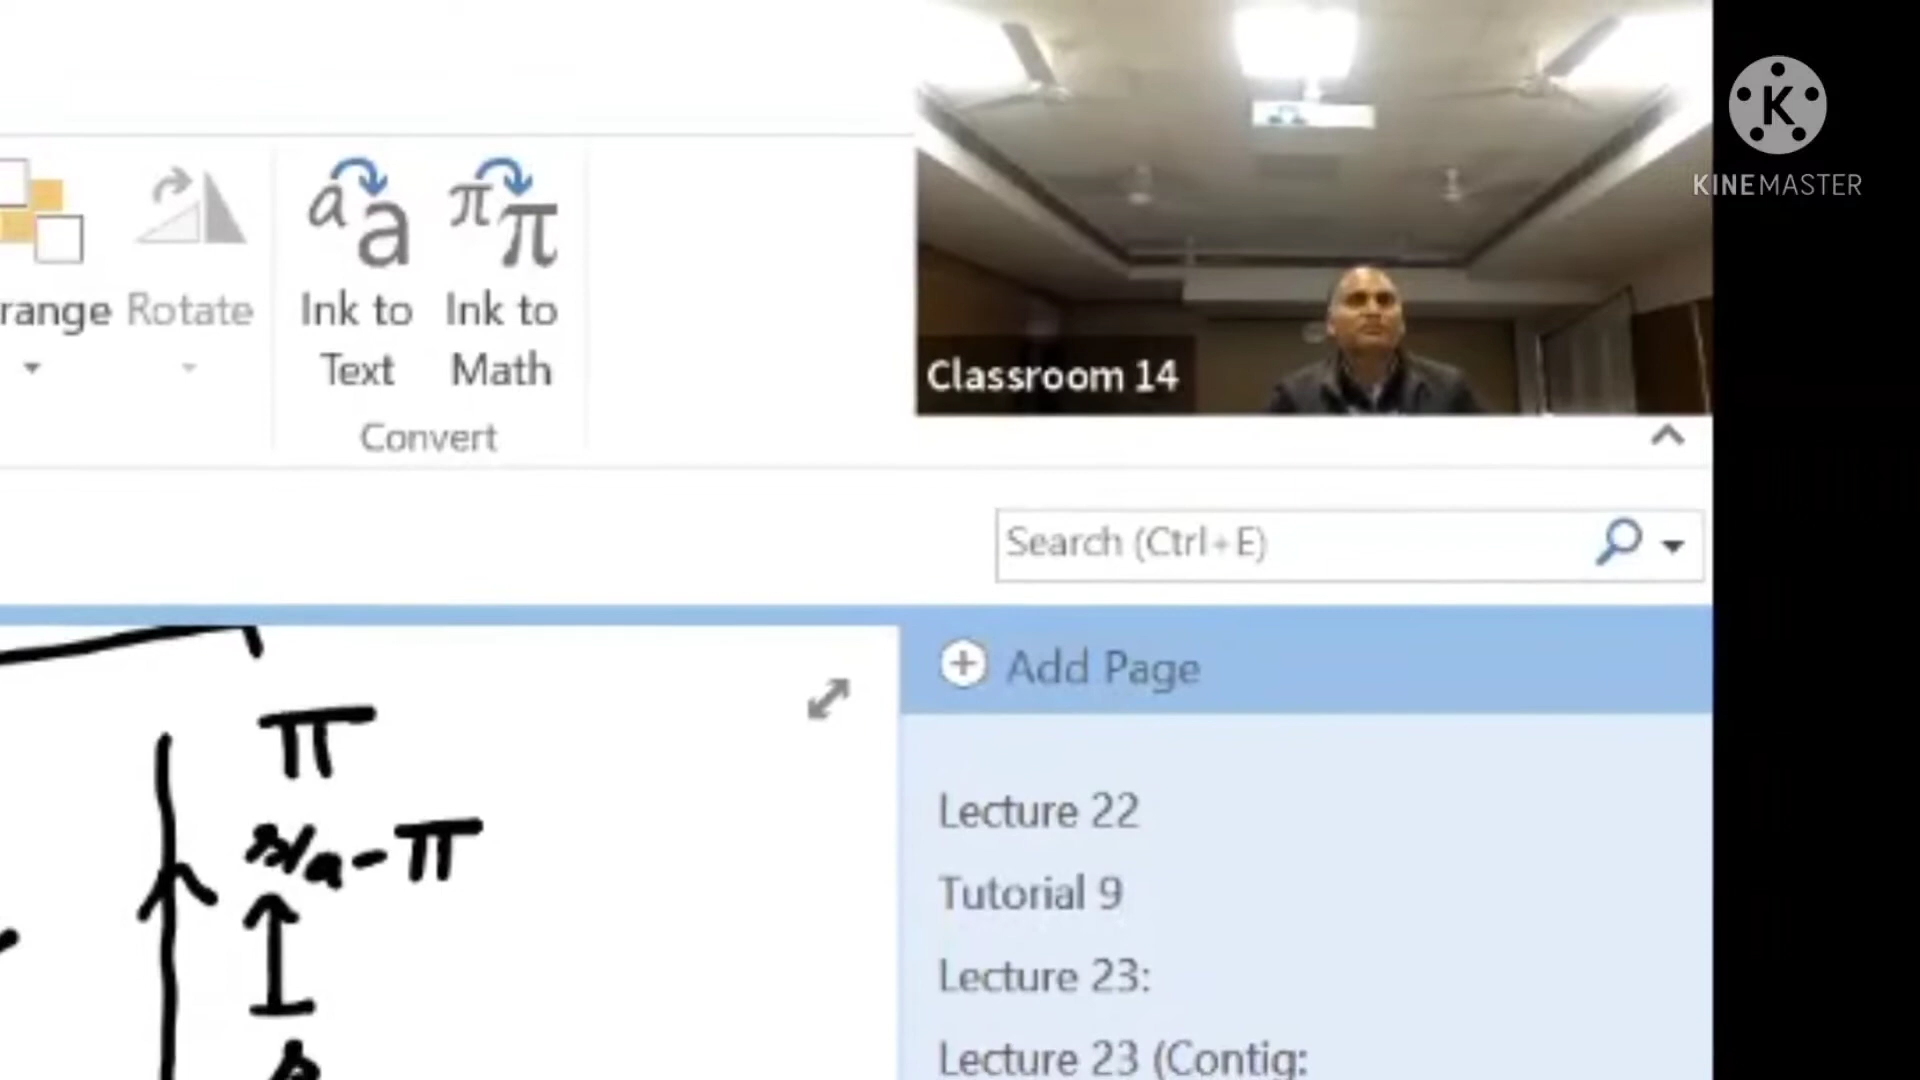 KINEMASTER
range Rotate
Ink to Text
Ink to Math
Convert
Classroom 14
Search (Ctrl+E)
Add Page
Lecture 22
Tutorial 9
Lecture 23:
Lecture 23 (Contig:
π
/a-π